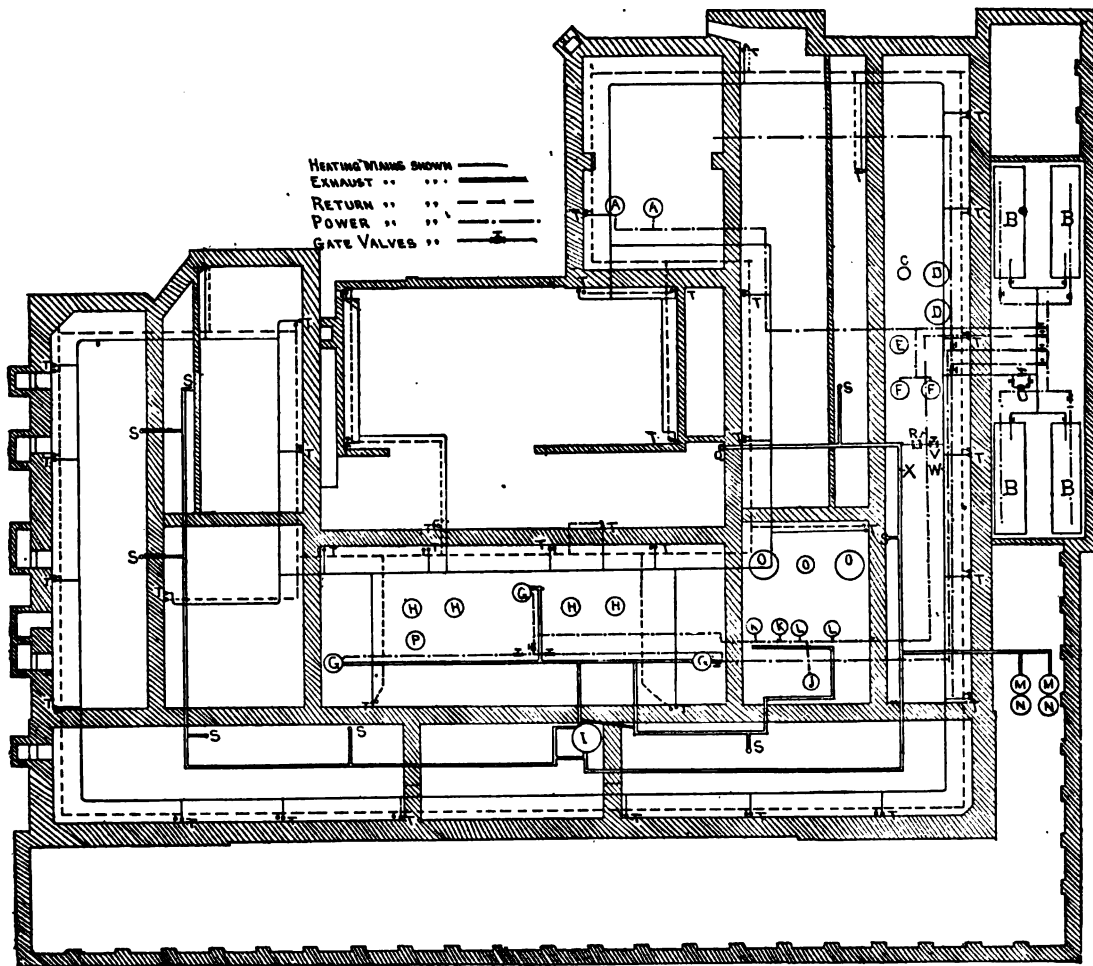 HEATING MAINS SHOWN
EXHAUST " "
RETURN " "
POWER " "
GATE VALVES "
T
T
T
A A
T
B B
C
D
D
T
T
T
T
E
T
T
F F
S
S
S
T
T
T
R
T
V
X W
T
B B
S
T
T
T
T
O O O
T
T
G
H H H H
P
K K L L
G
G
J
M M
N N
T
T
T
T
S
S
I
S
T
T
T
T
T
T